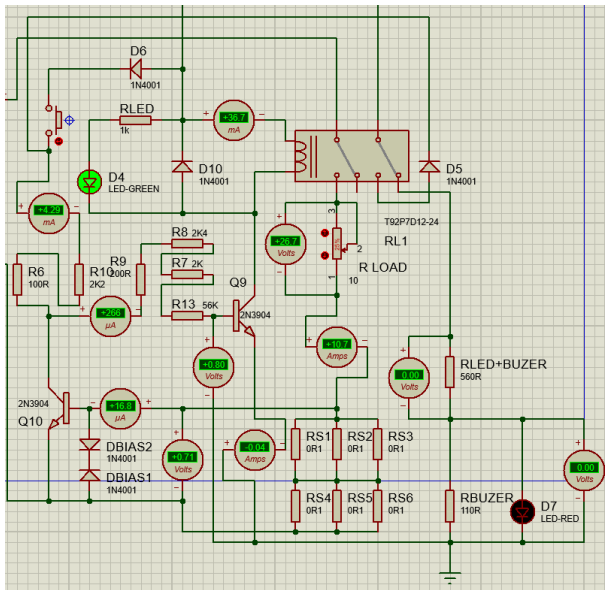 D6
1N4001
RLED
1k
+36.7
mA
D4
LED-GREEN
D10
1N4001
D5
1N4001
T92P7D12-24
RL1
+4.29
mA
R8 2K4
R7 2K
R9
200R
R10
2K2
R6
100R
+266
µA
R13 56K
Q9
2N3904
+26.7
Volts
3
2
1
R LOAD
10
+10.7
Amps
+0.80
Volts
0.00
Volts
RLED+BUZER
560R
2N3904
Q10
+16.8
µA
DBIAS2
1N4001
DBIAS1
1N4001
+0.71
Volts
-0.04
Amps
RS1
0R1
RS2
0R1
RS3
0R1
RS4
0R1
RS5
0R1
RS6
0R1
RBUZER
110R
D7
LED-RED
0.00
Volts